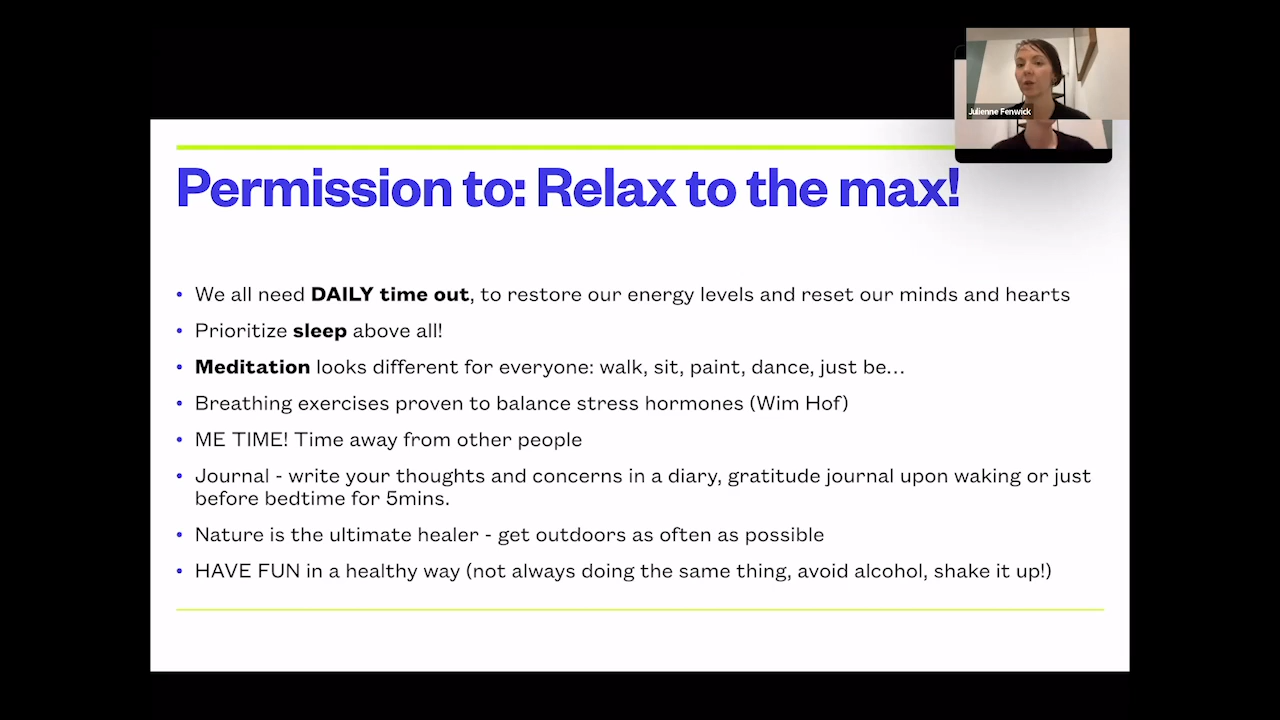 Julienne Fenwick
Permission to: Relax to the max!
• We all need DAILY time out, to restore our energy levels and reset our minds and hearts
• Prioritize sleep above all!
• Meditation looks different for everyone: walk, sit, paint, dance, just be...
• Breathing exercises proven to balance stress hormones (Wim Hof)
• ME TIME! Time away from other people
• Journal - write your thoughts and concerns in a diary, gratitude journal upon waking or just
before bedtime for 5mins.
• Nature is the ultimate healer - get outdoors as often as possible
• HAVE FUN in a healthy way (not always doing the same thing, avoid alcohol, shake it up!)